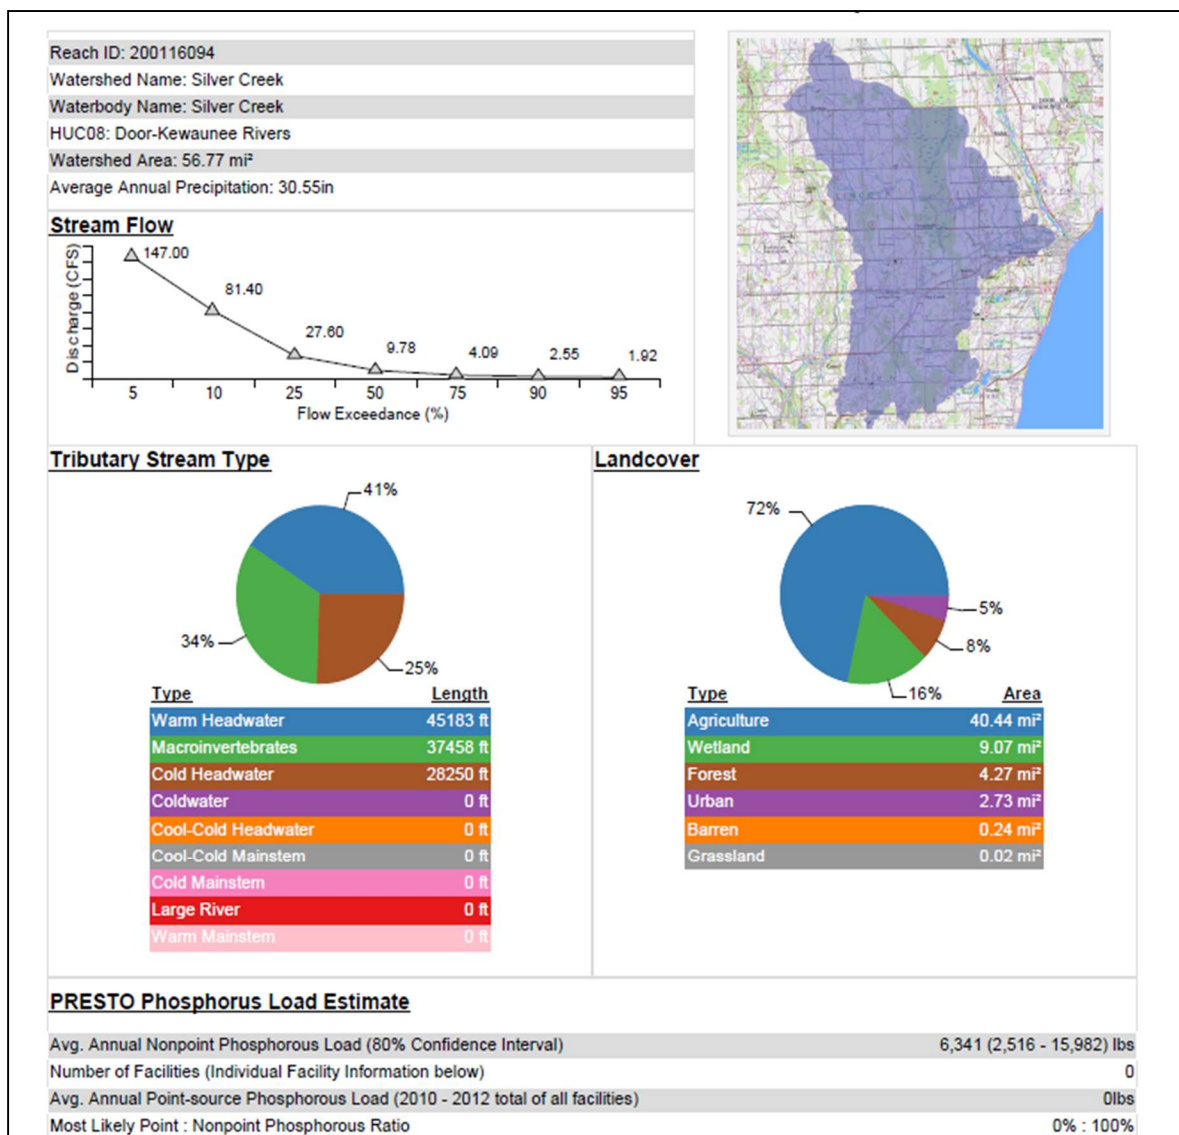 Reach ID: 200116094
Watershed Name: Silver Creek
Waterbody Name: Silver Creek
HUC08: Door-Kewaunee Rivers
Watershed Area: 56.77 mi²
Average Annual Precipitation: 30.55in
Stream Flow
Discharge (CFS)
147.00
81.40
27.60
9.78
4.09
2.55
1.92
5 10 25 50 75 90 95
Flow Exceedance (%)
Tributary Stream Type
41%
34%
25%
Type Length
Warm Headwater 45183 ft
Macroinvertebrates 37458 ft
Cold Headwater 28250 ft
Coldwater 0 ft
Cool-Cold Headwater 0 ft
Cool-Cold Mainstem 0 ft
Cold Mainstem 0 ft
Large River 0 ft
Warm Mainstem 0 ft
Landcover
72%
5%
8%
16%
Type Area
Agriculture 40.44 mi²
Wetland 9.07 mi²
Forest 4.27 mi²
Urban 2.73 mi²
Barren 0.24 mi²
Grassland 0.02 mi²
PRESTO Phosphorus Load Estimate
Avg. Annual Nonpoint Phosphorous Load (80% Confidence Interval) 6,341 (2,516 - 15,982) lbs
Number of Facilities (Individual Facility Information below) 0
Avg. Annual Point-source Phosphorous Load (2010 - 2012 total of all facilities) 0lbs
Most Likely Point : Nonpoint Phosphorous Ratio 0% : 100%